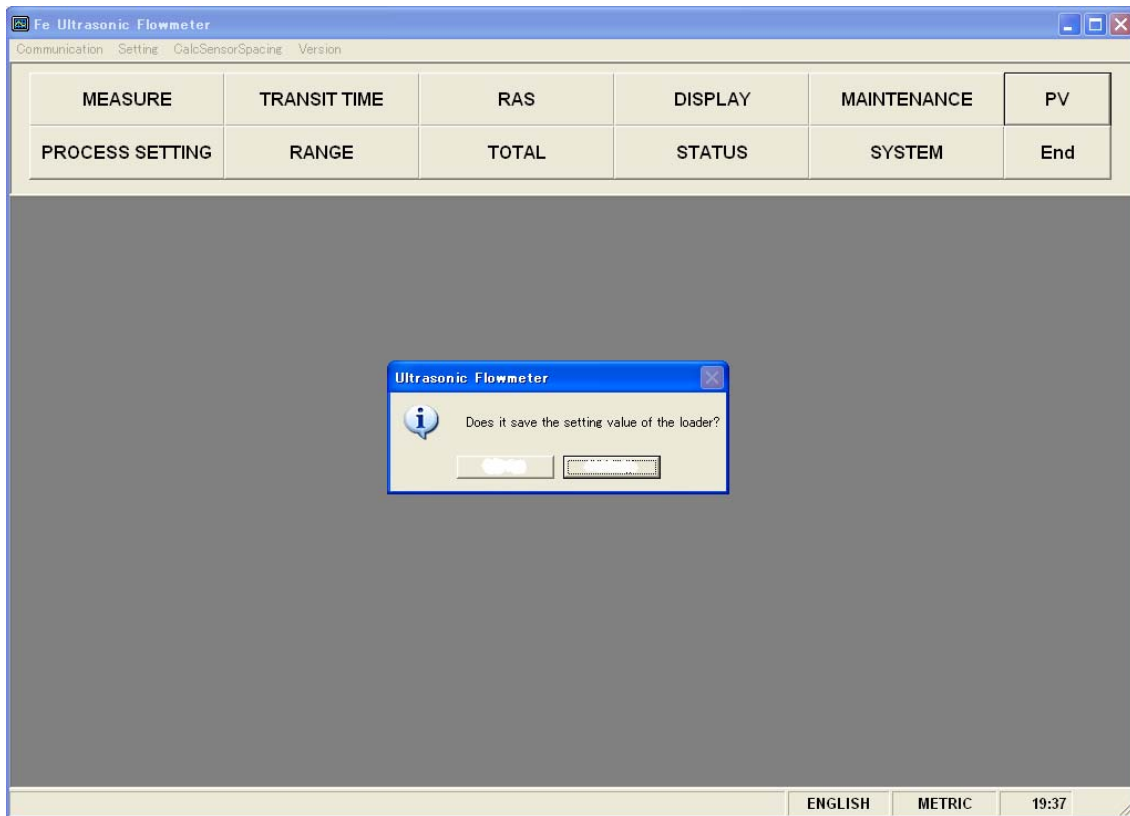 Fe Ultrasonic Flowmeter
Communication Setting CalcSensorSpacing Version
MEASURE TRANSIT TIME RAS DISPLAY MAINTENANCE PV
PROCESS SETTING RANGE TOTAL STATUS SYSTEM End
Ultrasonic Flowmeter
Does it save the setting value of the loader?
ENGLISH METRIC 19:37